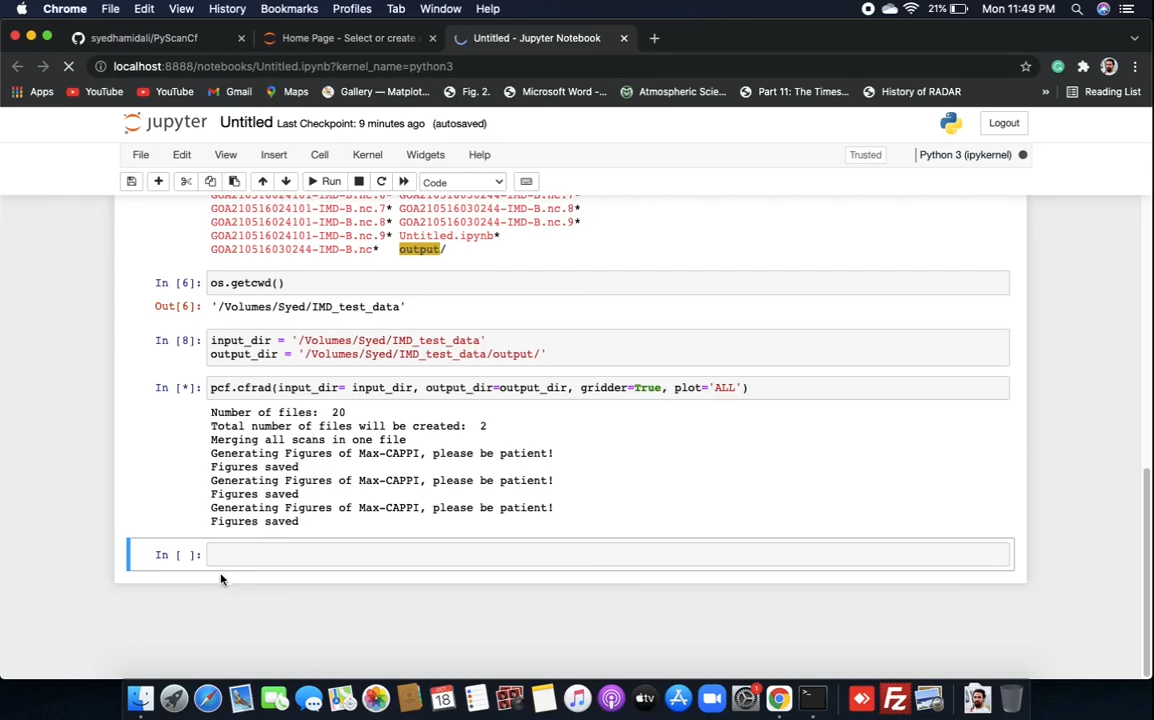 Chrome File Edit View History Bookmarks Profiles Tab Window Help 21% Mon 11:49 PM
syedhamidali/PyScanCf Home Page - Select or create Untitled - Jupyter Notebook
localhost:8888/notebooks/Untitled.ipynb?kernel_name=python3
Apps YouTube YouTube Gmail Maps Gallery — Matplot... Fig. 2. Microsoft Word -... Atmospheric Scie... Part 11: The Times... History of RADAR » Reading List
jupyter Untitled Last Checkpoint: 9 minutes ago (autosaved) Logout
File Edit View Insert Cell Kernel Widgets Help Trusted Python 3 (ipykernel)
Run Code
GOA210516024101-IMD-B.nc.6* GOA210516030244-IMD-B.nc.7*
GOA210516024101-IMD-B.nc.7* GOA210516030244-IMD-B.nc.8*
GOA210516024101-IMD-B.nc.8* GOA210516030244-IMD-B.nc.9*
GOA210516024101-IMD-B.nc.9* Untitled.ipynb*
GOA210516030244-IMD-B.nc* output/
In [6]: os.getcwd()
Out[6]: '/Volumes/Syed/IMD_test_data'
In [8]: input_dir = '/Volumes/Syed/IMD_test_data'
output_dir = '/Volumes/Syed/IMD_test_data/output/'
In [*]: pcf.cfrad(input_dir= input_dir, output_dir=output_dir, gridder=True, plot='ALL')
Number of files: 20
Total number of files will be created: 2
Merging all scans in one file
Generating Figures of Max-CAPPI, please be patient!
Figures saved
Generating Figures of Max-CAPPI, please be patient!
Figures saved
Generating Figures of Max-CAPPI, please be patient!
Figures saved
In [ ]: